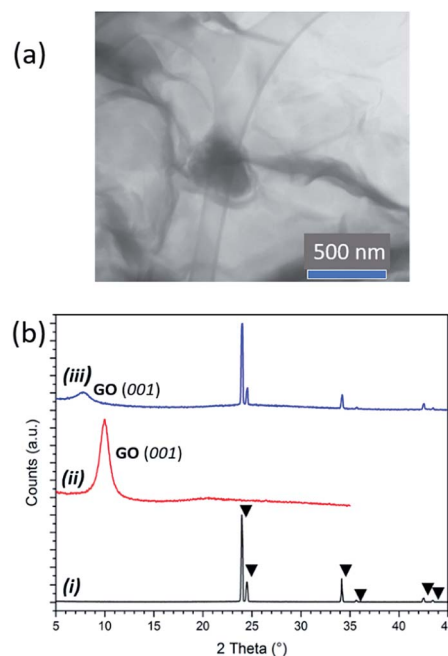 (a)
500 nm
(b)
(iii) GO (001)
GO (001)
(ii)
(i)
Counts (a.u.)
5 10 15 20 25 30 35 40 45
2 Theta (°)